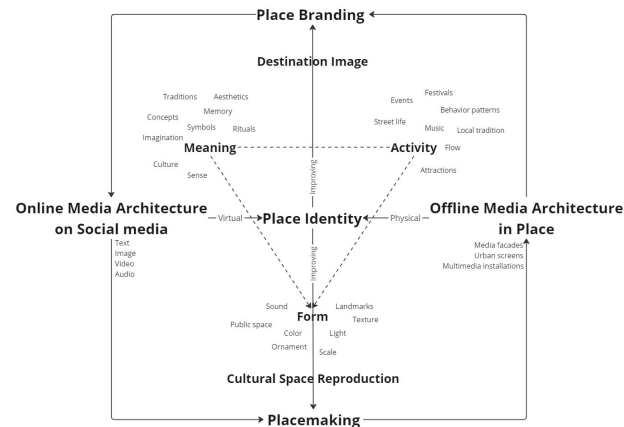 Place Branding
Destination Image
Traditions
Aesthetics
Memory
Concepts
Symbols
Rituals
Imagination
Meaning
Culture
Sense
Festivals
Events
Behavior patterns
Street life
Music
Local tradition
Activity
Flow
Attractions
Improving
Online Media Architecture
on Social media
Text
Image
Video
Audio
Virtual
Place Identity
Physical
Offline Media Architecture
in Place
Media facades
Urban screens
Multimedia installations
Improving
Sound
Landmarks
Form
Public space
Texture
Color
Light
Ornament
Scale
Cultural Space Reproduction
Placemaking